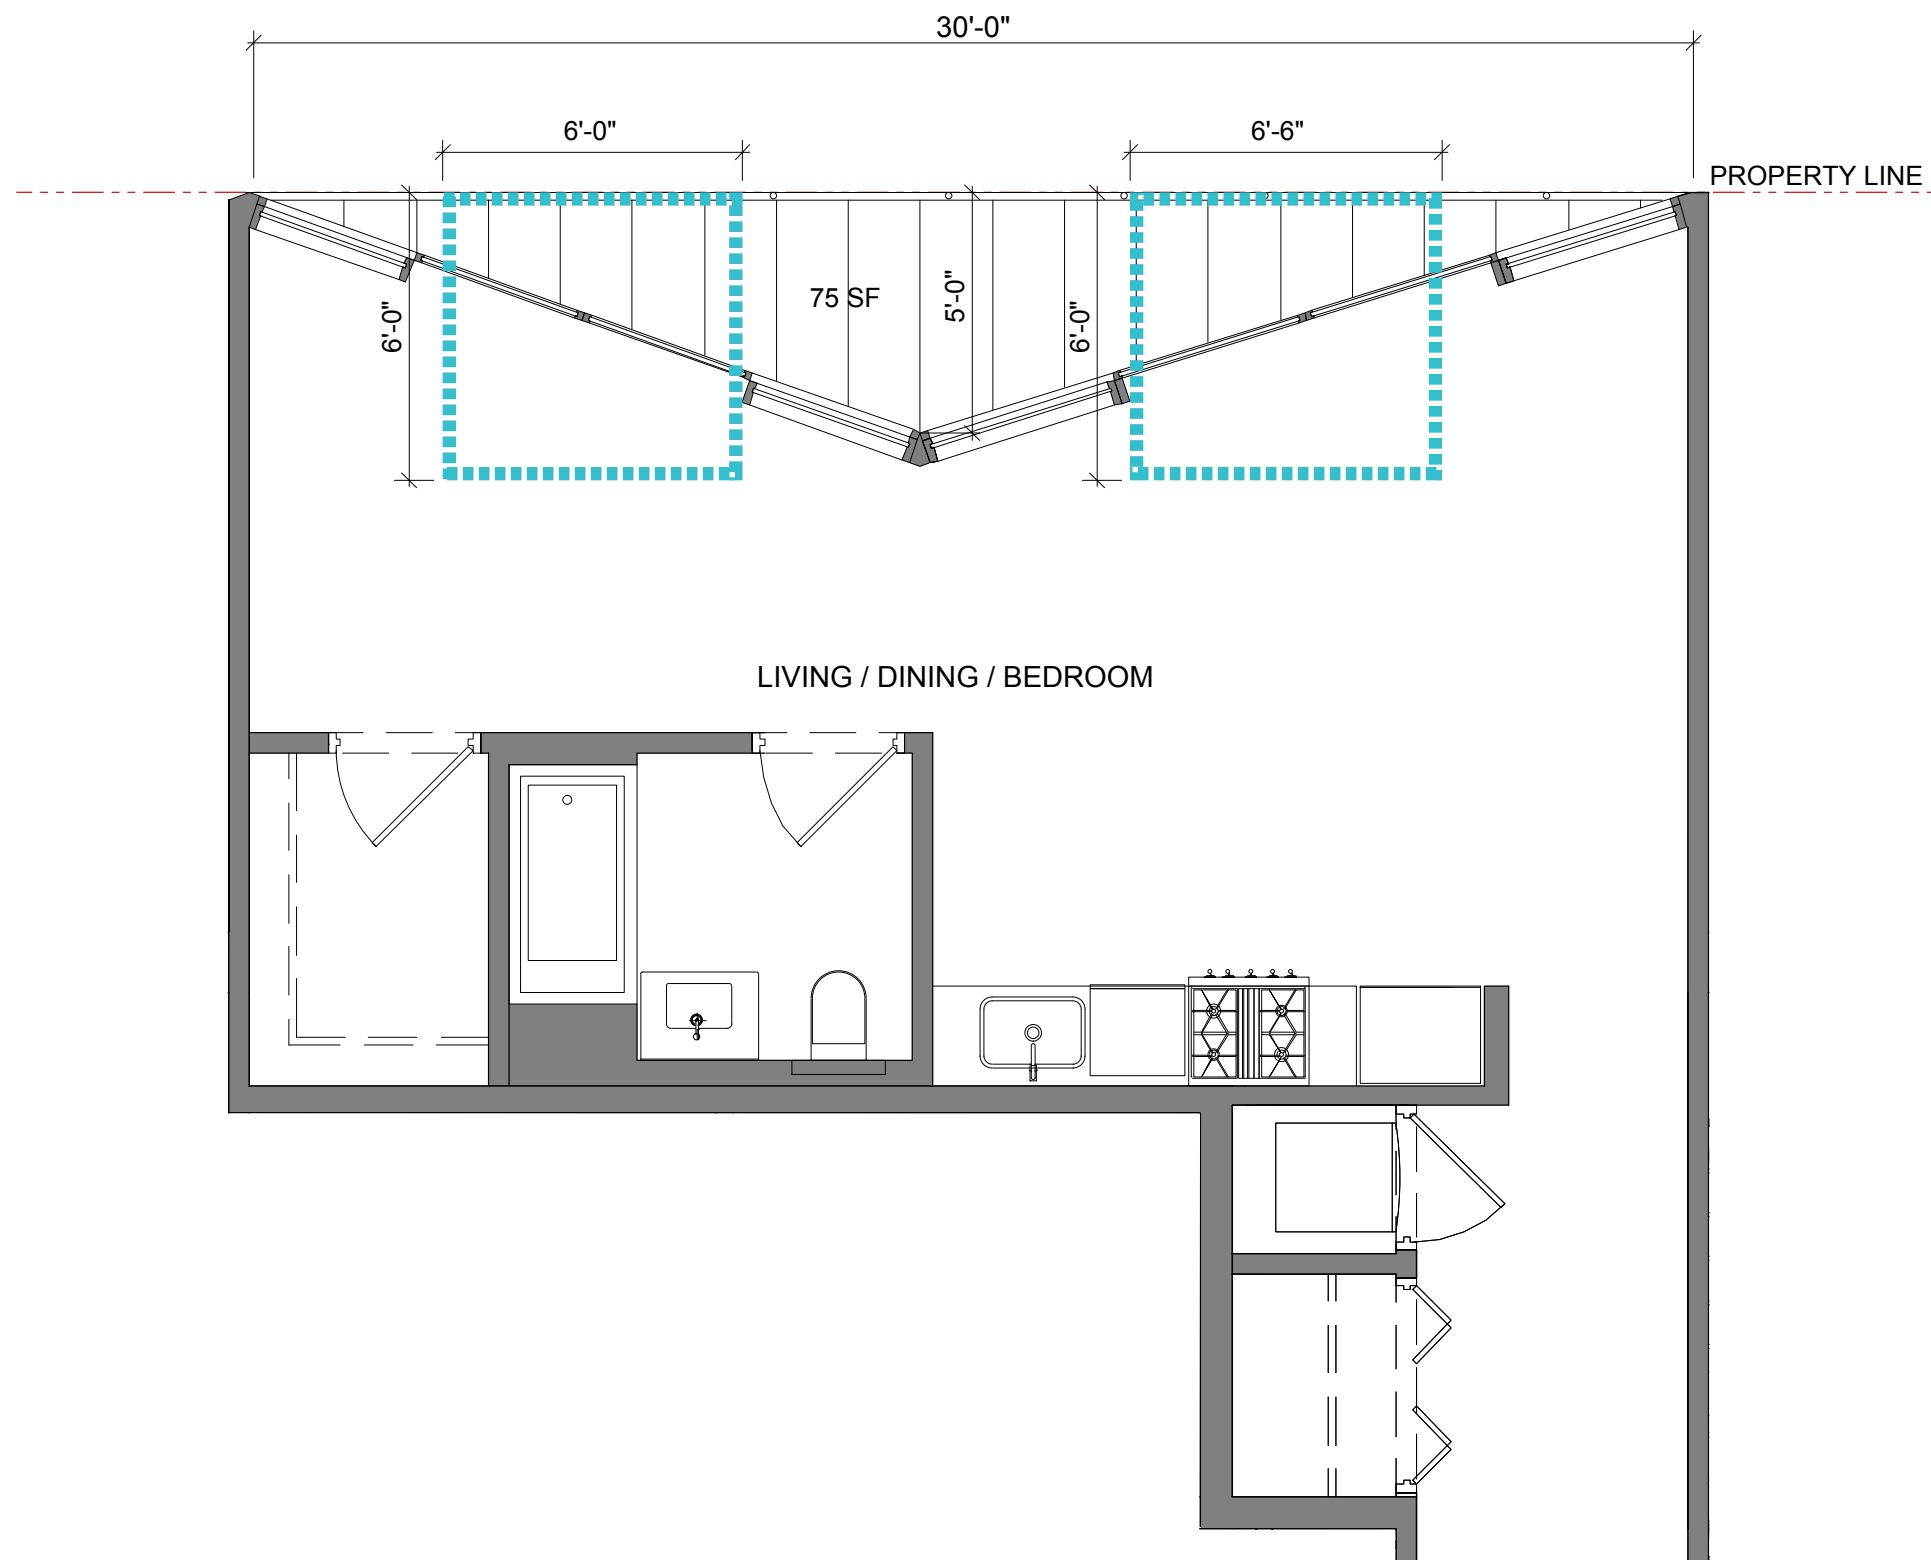 30'-0"
6'-0"
6'-6"
PROPERTY LINE
6'-0"
75 SF
5'-0"
6'-0"
LIVING / DINING / BEDROOM